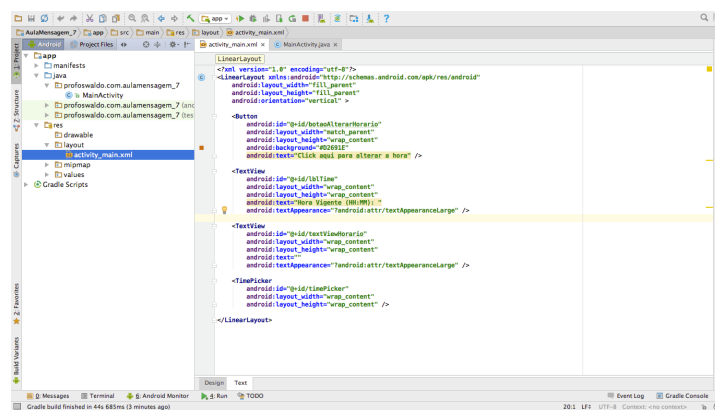 app
AulaMensagem_7 app src main res layout activity_main.xml
Android Project Files
activity_main.xml × MainActivity.java ×
1: Project
Z: Structure
Captures
2: Favorites
Build Variants
app
manifests
java
profoswaldo.com.aulamensagem_7
MainActivity
profoswaldo.com.aulamensagem_7 (and
profoswaldo.com.aulamensagem_7 (tes
res
drawable
layout
activity_main.xml
mipmap
values
Gradle Scripts
LinearLayout
<?xml version="1.0" encoding="utf-8"?>
<LinearLayout xmlns:android="http://schemas.android.com/apk/res/android"
android:layout_width="fill_parent"
android:layout_height="fill_parent"
android:orientation="vertical" >
<Button
android:id="@+id/botaoAlterarHorario"
android:layout_width="match_parent"
android:layout_height="wrap_content"
android:background="#D2691E"
android:text="Click aqui para alterar a hora" />
<TextView
android:id="@+id/lblTime"
android:layout_width="wrap_content"
android:layout_height="wrap_content"
android:text="Hora Vigente (HH:MM): "
android:textAppearance="?android:attr/textAppearanceLarge" />
<TextView
android:id="@+id/textViewHorario"
android:layout_width="wrap_content"
android:layout_height="wrap_content"
android:text=""
android:textAppearance="?android:attr/textAppearanceLarge" />
<TimePicker
android:id="@+id/timePicker"
android:layout_width="wrap_content"
android:layout_height="wrap_content" />
</LinearLayout>
Design Text
0: Messages Terminal 6: Android Monitor 4: Run TODO Event Log Gradle Console
Gradle build finished in 44s 685ms (3 minutes ago) 20:1 LF÷ UTF-8 Context: <no context>